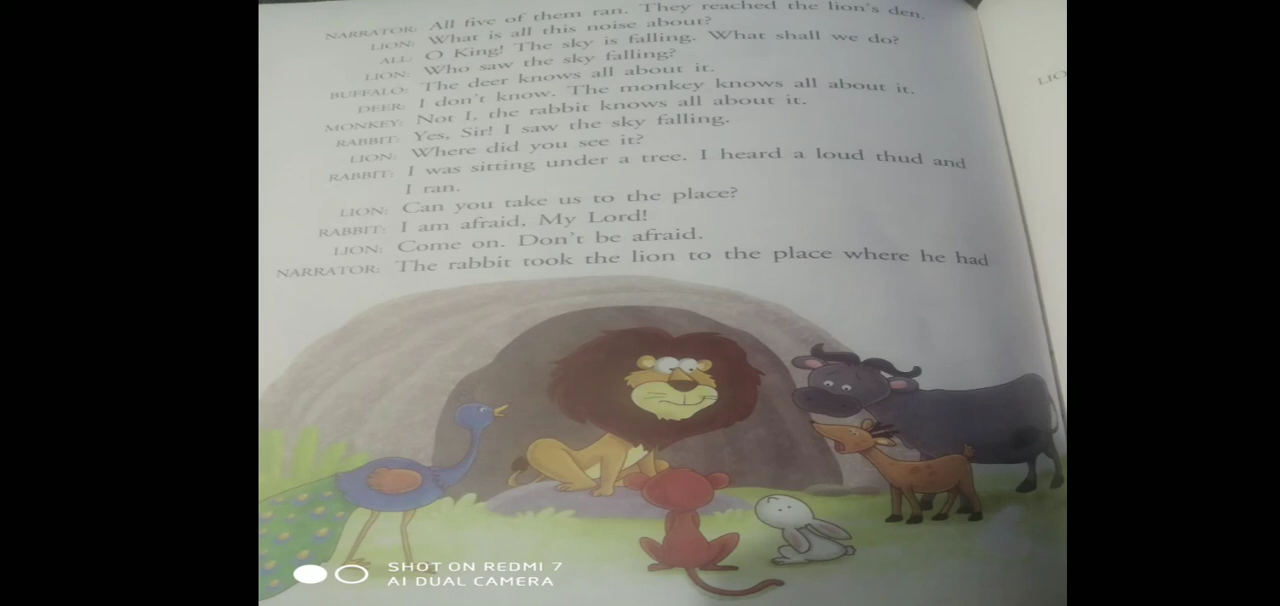 NARRATOR: All five of them ran. They reached the lion's den.
LION: What is all this noise about?
ALL: O King! The sky is falling. What shall we do?
LION: Who saw the sky falling?
BUFFALO: The deer knows all about it.
DEER: I don't know. The monkey knows all about it.
MONKEY: Not I, the rabbit knows all about it.
RABBIT: Yes, Sir! I saw the sky falling.
LION: Where did you see it?
RABBIT: I was sitting under a tree. I heard a loud thud and
I ran.
LION: Can you take us to the place?
RABBIT: I am afraid, My Lord!
LION: Come on. Don't be afraid.
NARRATOR: The rabbit took the lion to the place where he had
SHOT ON REDMI 7
AI DUAL CAMERA